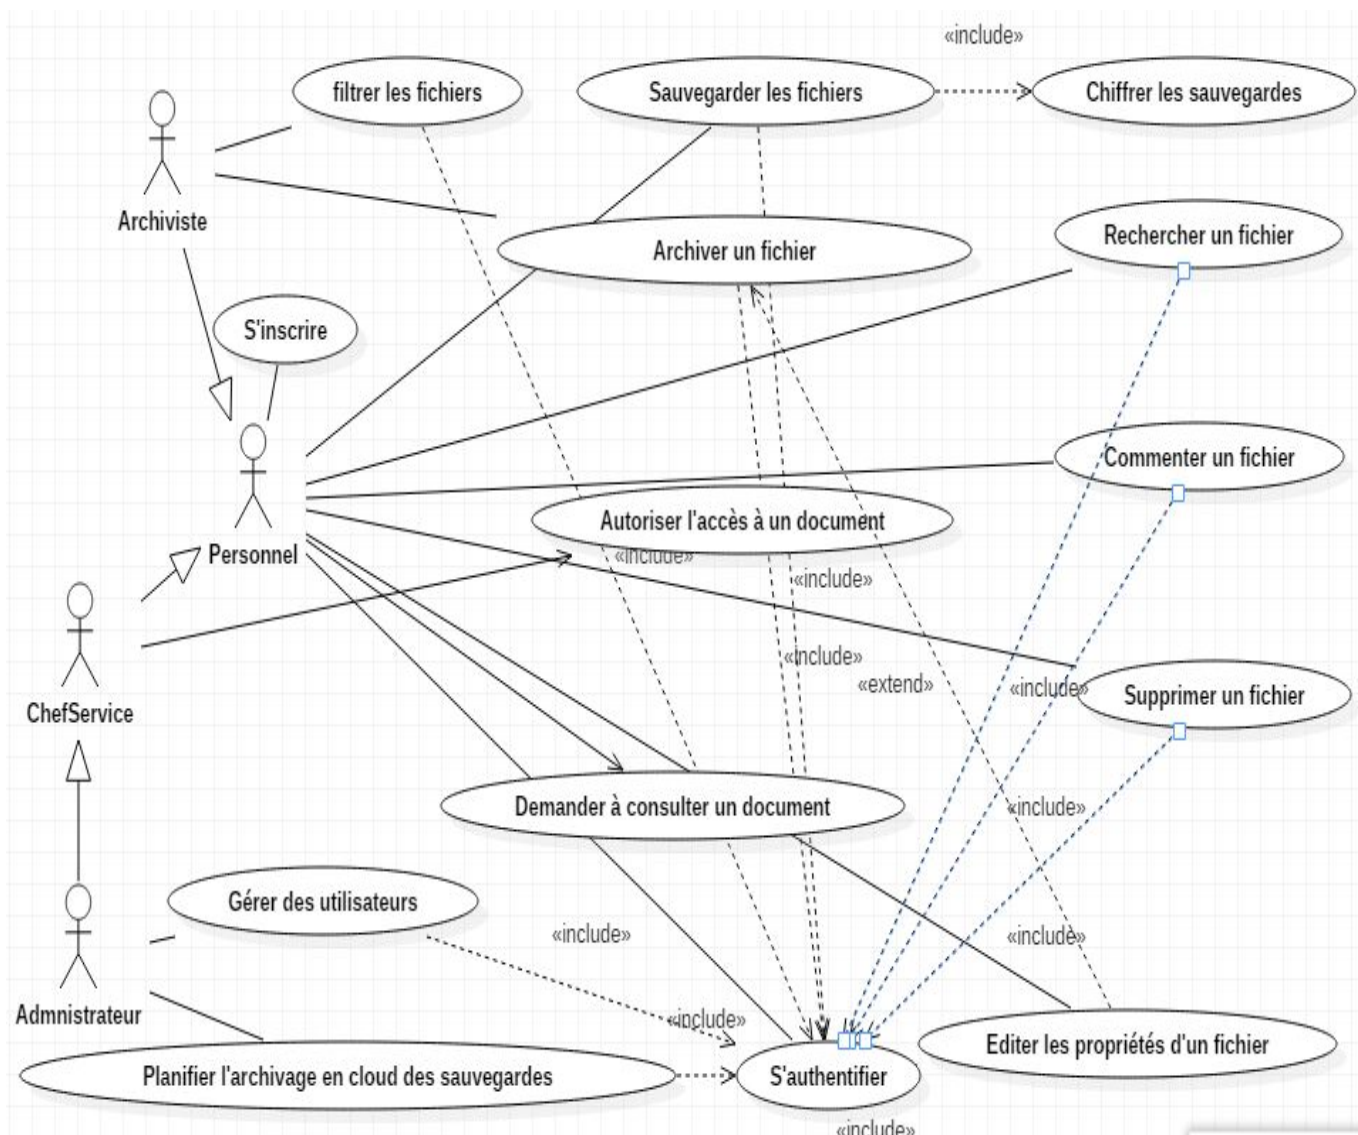 «include»
filtrer les fichiers
Sauvegarder les fichiers
Chiffrer les sauvegardes
Archiviste
Archiver un fichier
Rechercher un fichier
S'inscrire
Commenter un fichier
Autoriser l'accès à un document
Personnel
«include»
«include»
«include»
«extend»
«include»
Supprimer un fichier
ChefService
Demander à consulter un document
«include»
Gérer des utilisateurs
«include»
«include»
Admnistrateur
«include»
Editer les propriétés d'un fichier
Planifier l'archivage en cloud des sauvegardes
S'authentifier
«include»